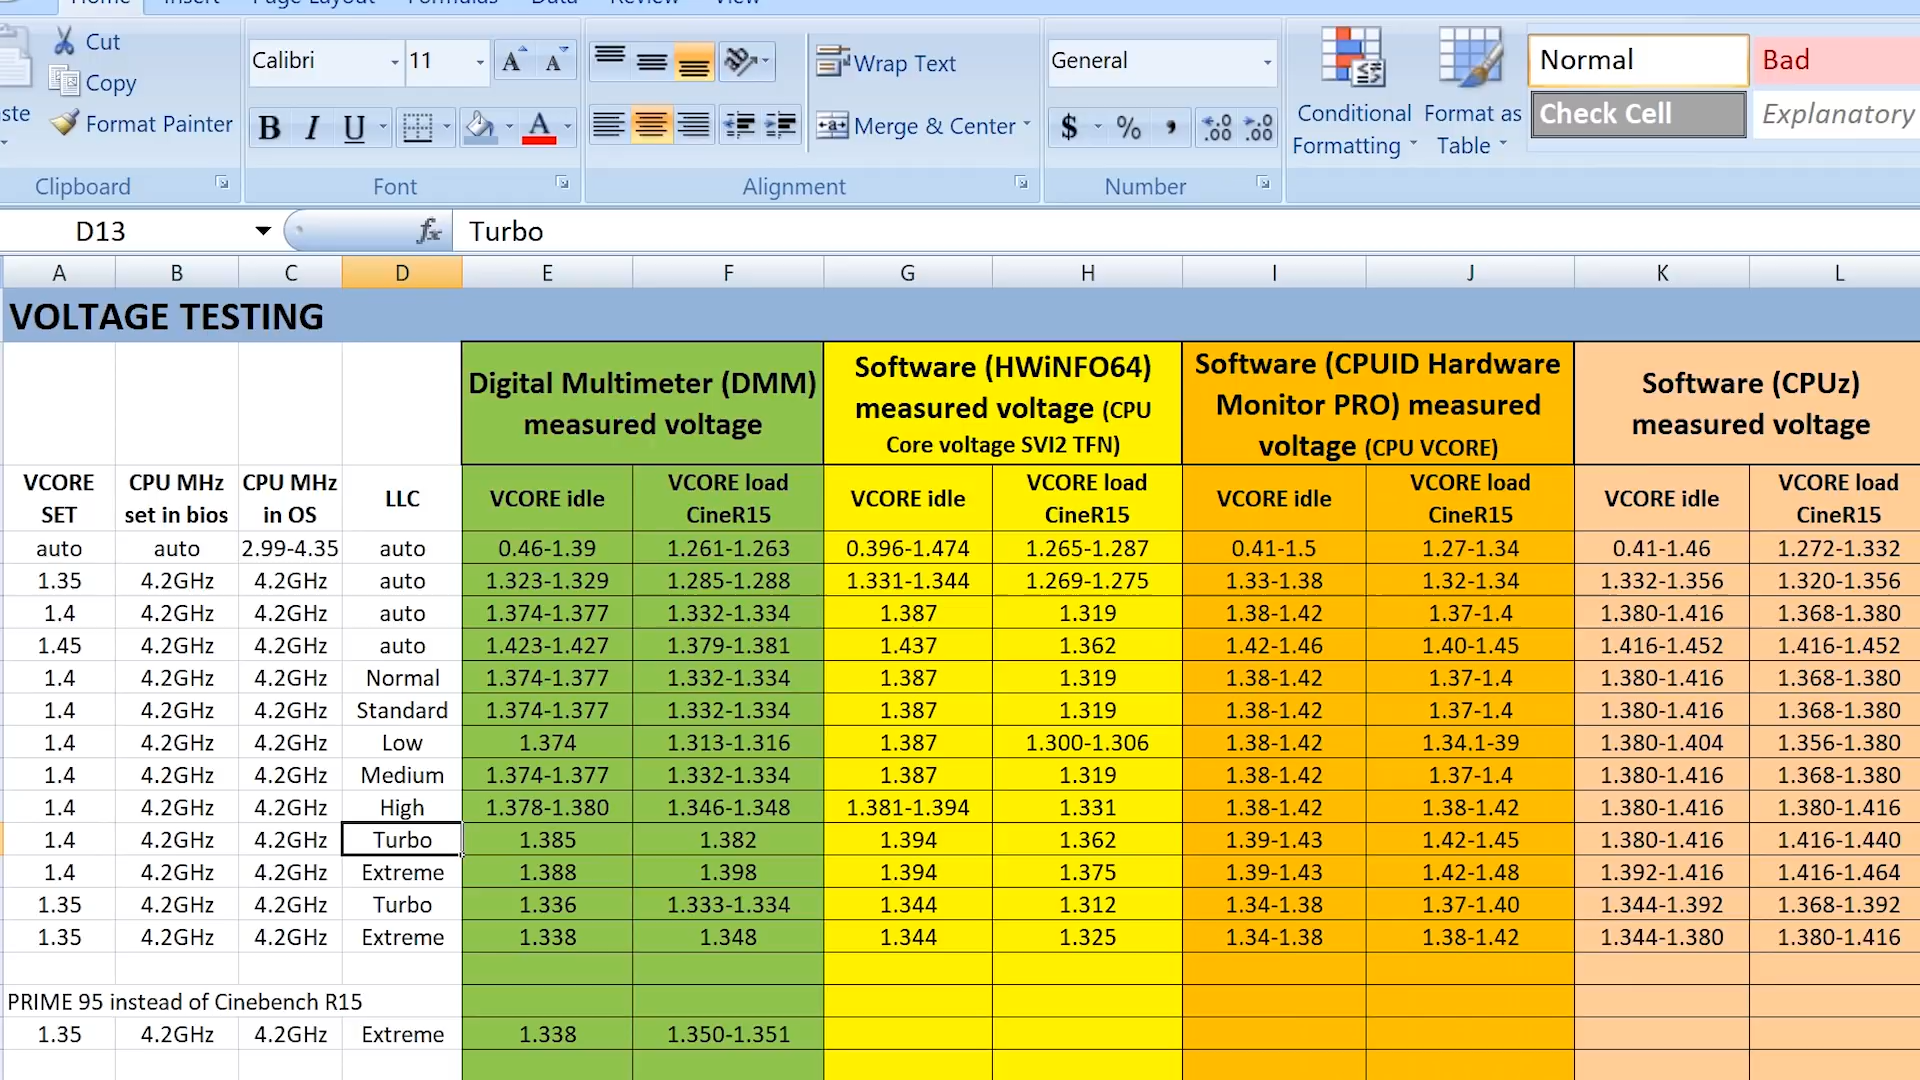 Home Insert Page Layout Formulas Data Review View
Cut
Copy
Format Painter
Calibri 11
B I U A
Wrap Text
Merge & Center
General
$ % ,
Conditional Formatting
Format as Table
Normal Bad
Check Cell Explanatory
Clipboard Font Alignment Number
D13 fx Turbo
A B C D E F G H I J K L
VOLTAGE TESTING
Digital Multimeter (DMM)
measured voltage
Software (HWiNFO64)
measured voltage (CPU
Core voltage SVI2 TFN)
Software (CPUID Hardware
Monitor PRO) measured
voltage (CPU VCORE)
Software (CPUz)
measured voltage
VCORE SET
CPU MHz set in bios
CPU MHz in OS
LLC
VCORE idle
VCORE load CineR15
VCORE idle
VCORE load CineR15
VCORE idle
VCORE load CineR15
VCORE idle
VCORE load CineR15
auto auto 2.99-4.35 auto 0.46-1.39 1.261-1.263 0.396-1.474 1.265-1.287 0.41-1.5 1.27-1.34 0.41-1.46 1.272-1.332
1.35 4.2GHz 4.2GHz auto 1.323-1.329 1.285-1.288 1.331-1.344 1.269-1.275 1.33-1.38 1.32-1.34 1.332-1.356 1.320-1.356
1.4 4.2GHz 4.2GHz auto 1.374-1.377 1.332-1.334 1.387 1.319 1.38-1.42 1.37-1.4 1.380-1.416 1.368-1.380
1.45 4.2GHz 4.2GHz auto 1.423-1.427 1.379-1.381 1.437 1.362 1.42-1.46 1.40-1.45 1.416-1.452 1.416-1.452
1.4 4.2GHz 4.2GHz Normal 1.374-1.377 1.332-1.334 1.387 1.319 1.38-1.42 1.37-1.4 1.380-1.416 1.368-1.380
1.4 4.2GHz 4.2GHz Standard 1.374-1.377 1.332-1.334 1.387 1.319 1.38-1.42 1.37-1.4 1.380-1.416 1.368-1.380
1.4 4.2GHz 4.2GHz Low 1.374 1.313-1.316 1.387 1.300-1.306 1.38-1.42 1.34.1-39 1.380-1.404 1.356-1.380
1.4 4.2GHz 4.2GHz Medium 1.374-1.377 1.332-1.334 1.387 1.319 1.38-1.42 1.37-1.4 1.380-1.416 1.368-1.380
1.4 4.2GHz 4.2GHz High 1.378-1.380 1.346-1.348 1.381-1.394 1.331 1.38-1.42 1.38-1.42 1.380-1.416 1.380-1.416
1.4 4.2GHz 4.2GHz Turbo 1.385 1.382 1.394 1.362 1.39-1.43 1.42-1.45 1.380-1.416 1.416-1.440
1.4 4.2GHz 4.2GHz Extreme 1.388 1.398 1.394 1.375 1.39-1.43 1.42-1.48 1.392-1.416 1.416-1.464
1.35 4.2GHz 4.2GHz Turbo 1.336 1.333-1.334 1.344 1.312 1.34-1.38 1.37-1.40 1.344-1.392 1.368-1.392
1.35 4.2GHz 4.2GHz Extreme 1.338 1.348 1.344 1.325 1.34-1.38 1.38-1.42 1.344-1.380 1.380-1.416
PRIME 95 instead of Cinebench R15
1.35 4.2GHz 4.2GHz Extreme 1.338 1.350-1.351